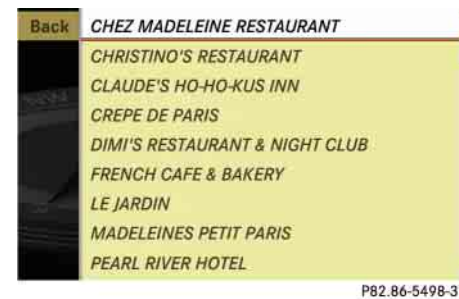 Back
CHEZ MADELEINE RESTAURANT
CHRISTINO'S RESTAURANT
CLAUDE'S HO-HO-KUS INN
CREPE DE PARIS
DIMI'S RESTAURANT & NIGHT CLUB
FRENCH CAFE & BAKERY
LE JARDIN
MADELEINES PETIT PARIS
PEARL RIVER HOTEL
P82.86-5498-3